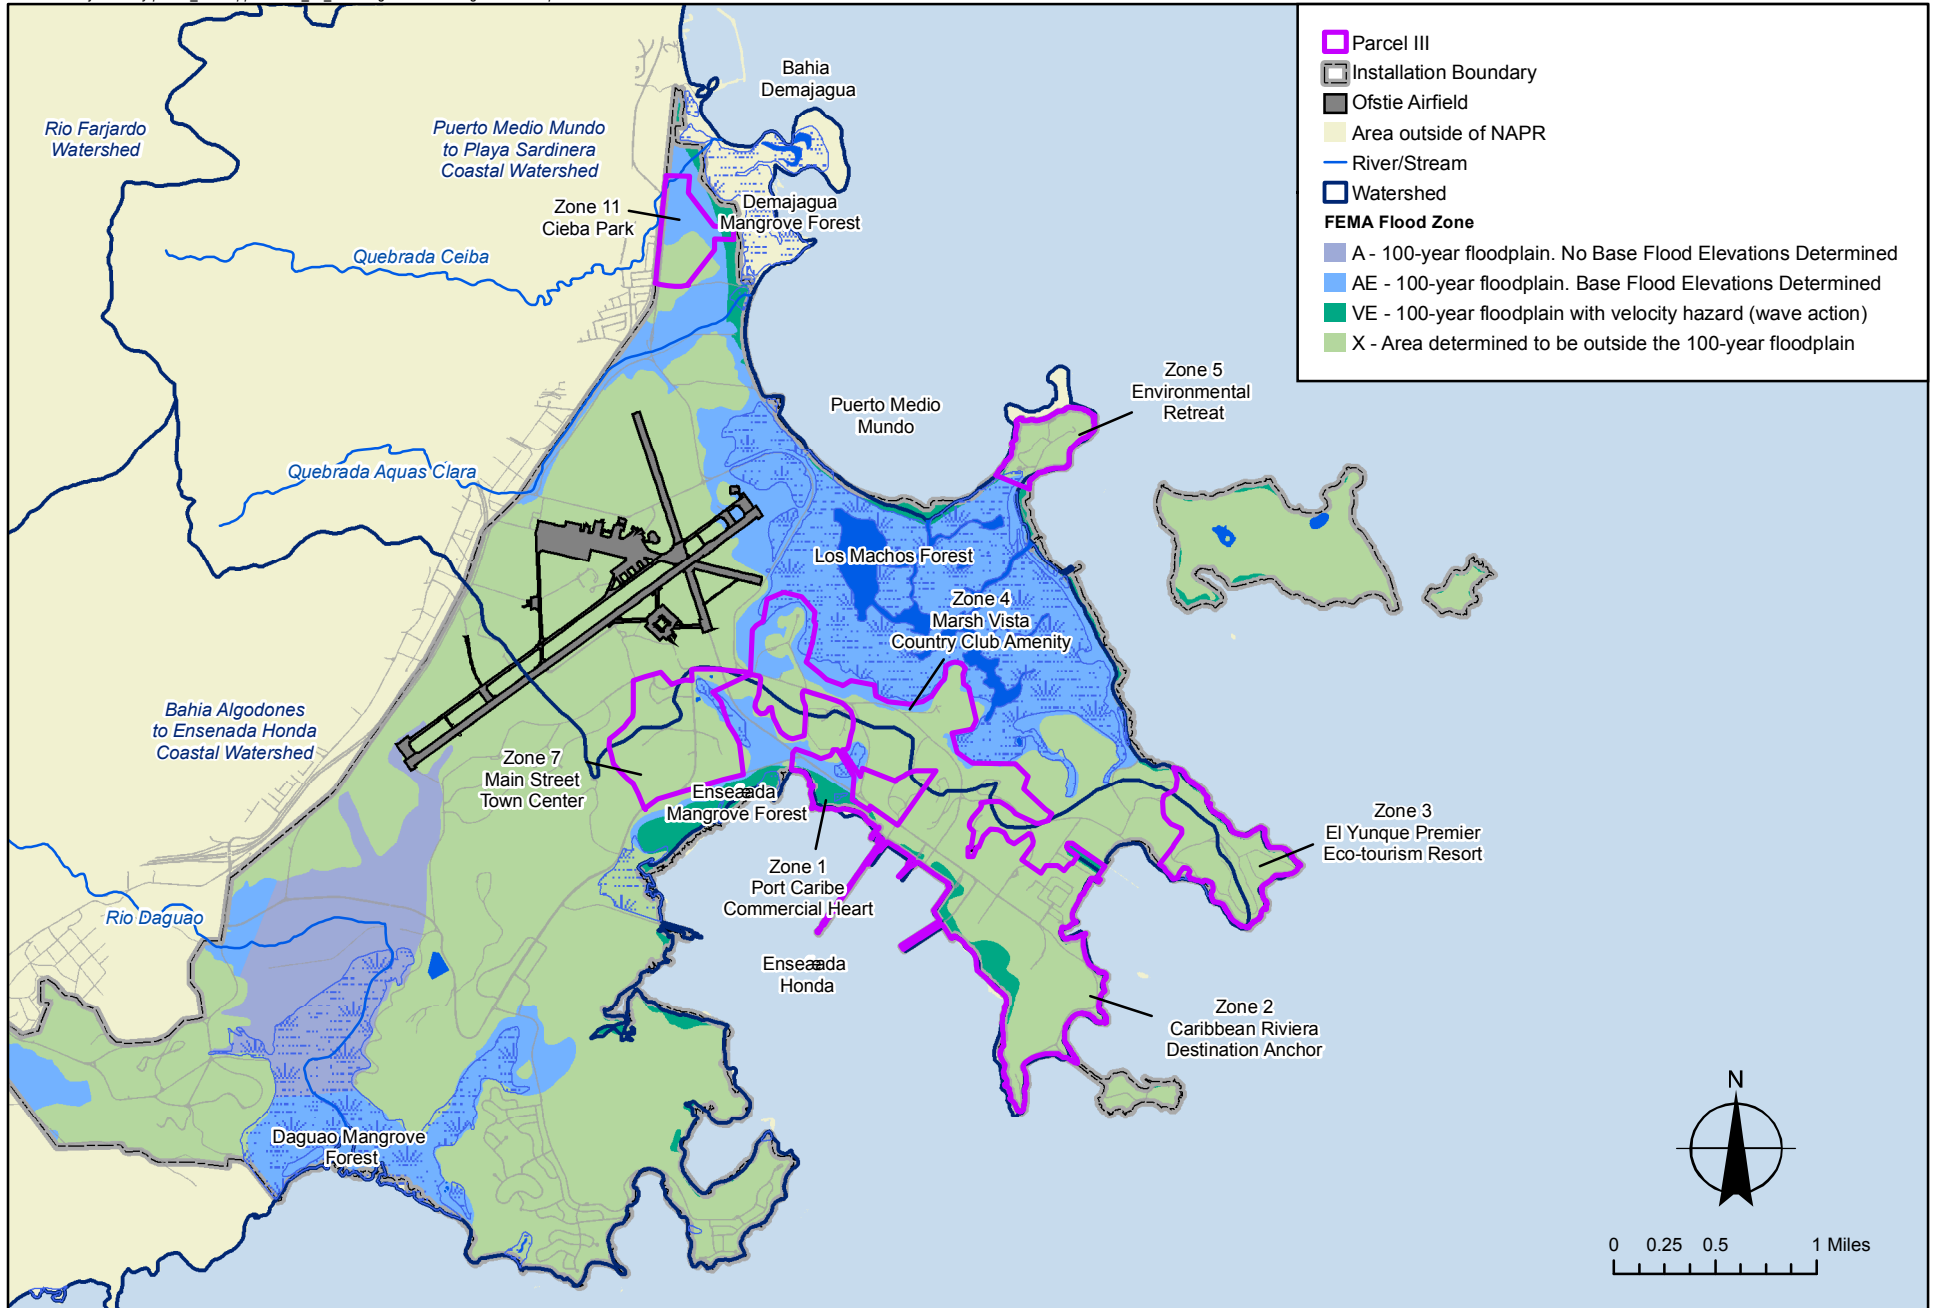 Parcel III
Installation Boundary
Ofstie Airfield
Area outside of NAPR
River/Stream
Watershed
FEMA Flood Zone
A - 100-year floodplain. No Base Flood Elevations Determined
AE - 100-year floodplain. Base Flood Elevations Determined
VE - 100-year floodplain with velocity hazard (wave action)
X - Area determined to be outside the 100-year floodplain
Bahia
Demajagua
Rio Farjardo
Watershed
Puerto Medio Mundo
to Playa Sardinera
Coastal Watershed
Zone 11
Cieba Park
Demajagua
Mangrove Forest
Quebrada Ceiba
Zone 5
Environmental
Retreat
Puerto Medio
Mundo
Quebrada Aquas Clara
Los Machos Forest
Zone 4
Marsh Vista
Country Club Amenity
Bahia Algodones
to Ensenada Honda
Coastal Watershed
Zone 7
Main Street
Town Center
Mangrove Forest
Zone 3
El Yunque Premier
Eco-tourism Resort
Zone 1
Port Caribe
Commercial Heart
Rio Daguao
Honda
Zone 2
Caribbean Riviera
Destination Anchor
Daguao Mangrove
Forest
N
0 0.25 0.5 1 Miles